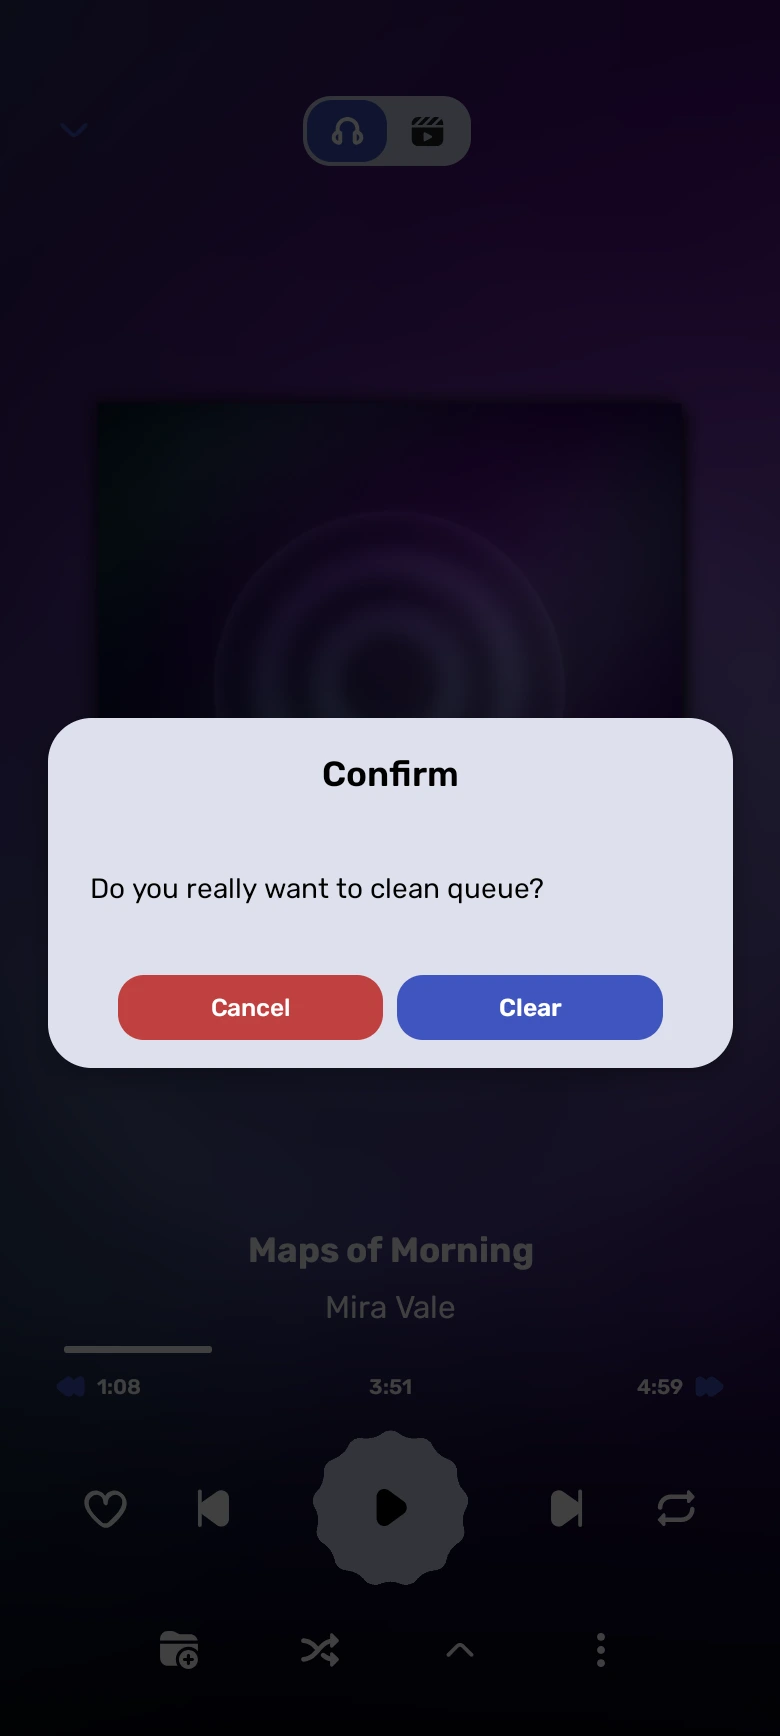 Confirm
Do you really want to clean queue?
Cancel Clear
Maps of Morning
Mira Vale
1:08 3:51 4:59